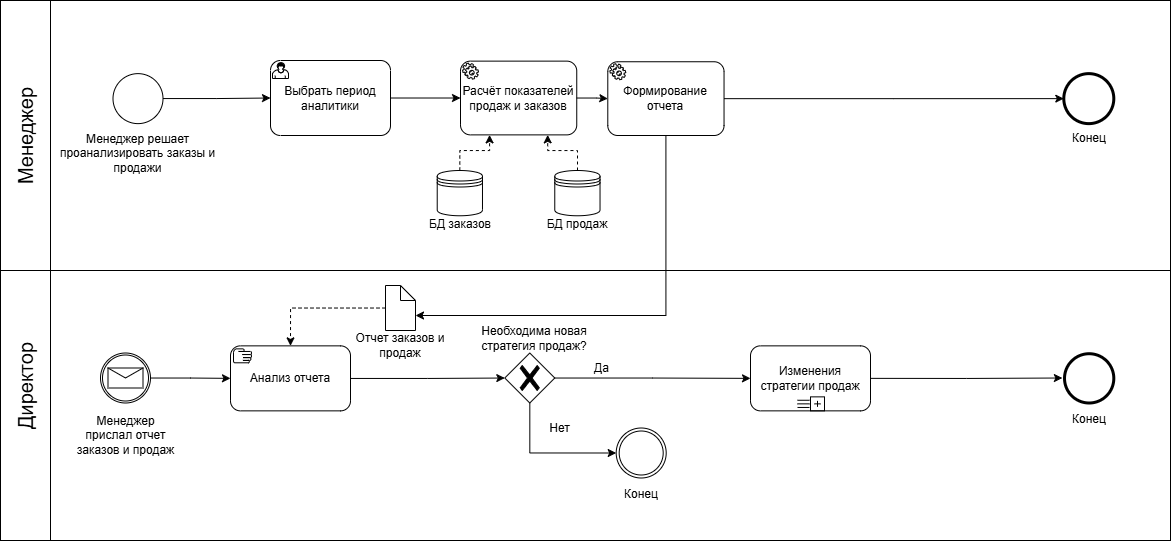 Менеджер
Менеджер решает
проанализировать заказы и
продажи
Выбрать период
аналитики
Расчёт показателей
продаж и заказов
Формирование
отчета
Конец
БД заказов
БД продаж
Директор
Менеджер
прислал отчет
заказов и продаж
Отчет заказов и
продаж
Анализ отчета
Необходима новая
стратегия продаж?
Да
Нет
Конец
Изменения
стратегии продаж
Конец